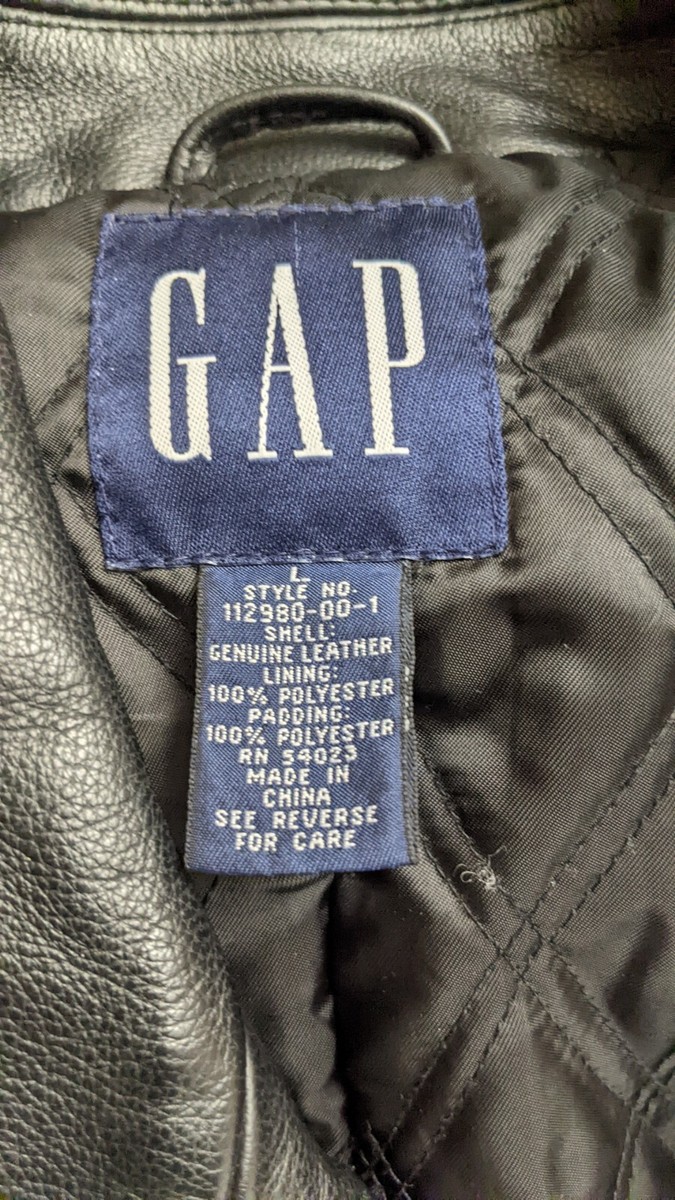 GAP
L
STYLE NO.
112980-00-1
SHELL:
GENUINE LEATHER
LINING:
100% POLYESTER
PADDING:
100% POLYESTER
RN 54023
MADE IN
CHINA
SEE REVERSE
FOR CARE